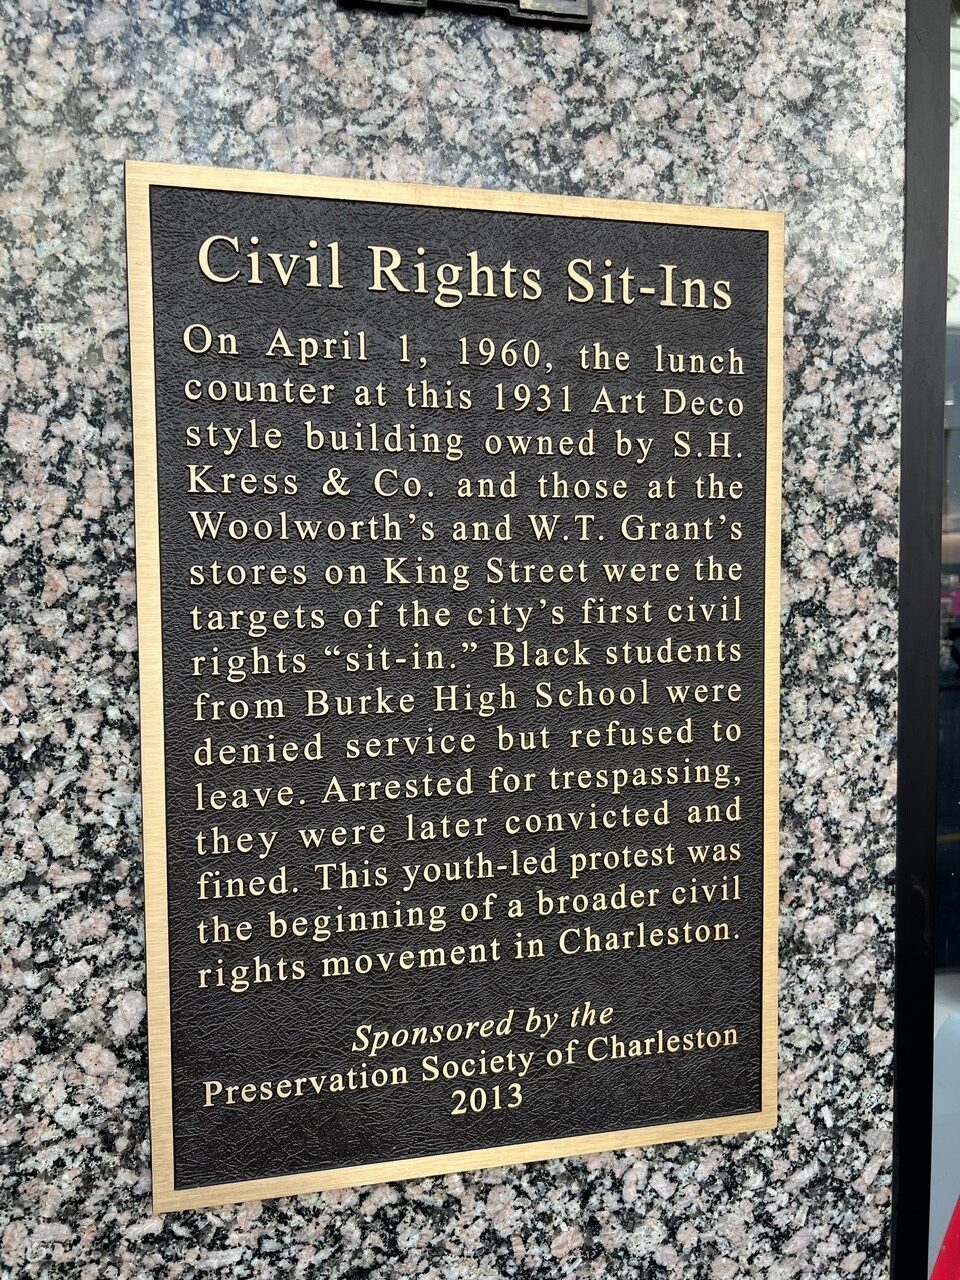 Civil Rights Sit-Ins
On April 1, 1960, the lunch
counter at this 1931 Art Deco
style building owned by S.H.
Kress & Co. and those at the
Woolworth's and W.T. Grant's
stores on King Street were the
targets of the city's first civil
rights “sit-in.” Black students
from Burke High School were
denied service but refused to
leave. Arrested for trespassing,
they were later convicted and
fined. This youth-led protest was
the beginning of a broader civil
rights movement in Charleston.
Sponsored by the
Preservation Society of Charleston
2013